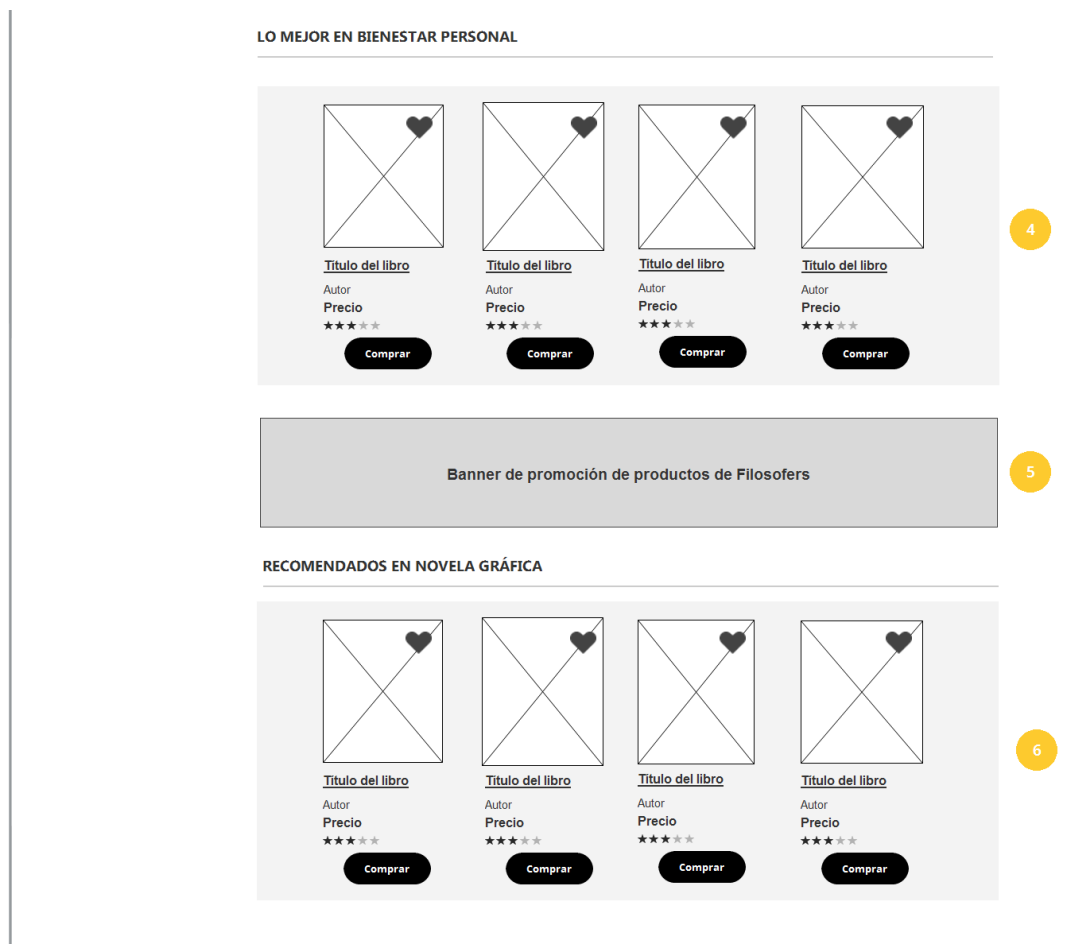 LO MEJOR EN BIENESTAR PERSONAL
Titulo del libro
Autor
Precio
Comprar
Titulo del libro
Autor
Precio
Comprar
Titulo del libro
Autor
Precio
Comprar
Titulo del libro
Autor
Precio
Comprar
4
Banner de promoción de productos de Filosofers
5
RECOMENDADOS EN NOVELA GRÁFICA
Titulo del libro
Autor
Precio
Comprar
Titulo del libro
Autor
Precio
Comprar
Titulo del libro
Autor
Precio
Comprar
Titulo del libro
Autor
Precio
Comprar
6